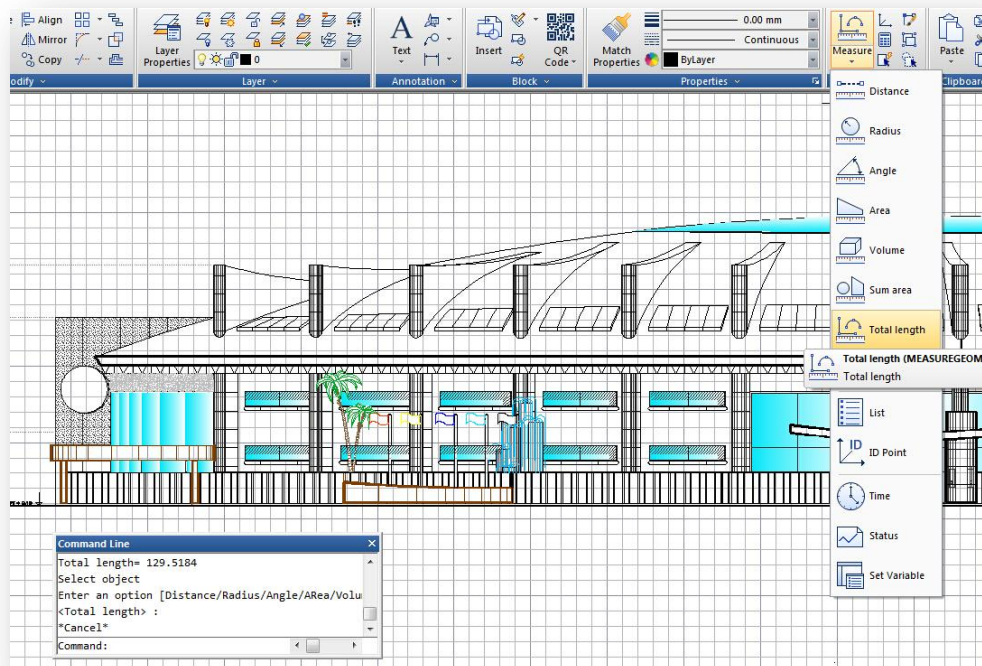 Align
Mirror
Copy
odify
Layer
Properties
0
Layer
Text
Annotation
Insert
QR
Code
Block
Match
Properties
0.00 mm
Continuous
ByLayer
Properties
Measure
Paste
Clipboar
Distance
Radius
Angle
Area
Volume
Sum area
Total length
Total length (MEASUREGEOM
Total length
List
ID
ID Point
Time
Status
Set Variable
Command Line
Total length= 129.5184
Select object
Enter an option [Distance/Radius/Angle/ARea/Volu
<Total length> :
*Cancel*
Command: